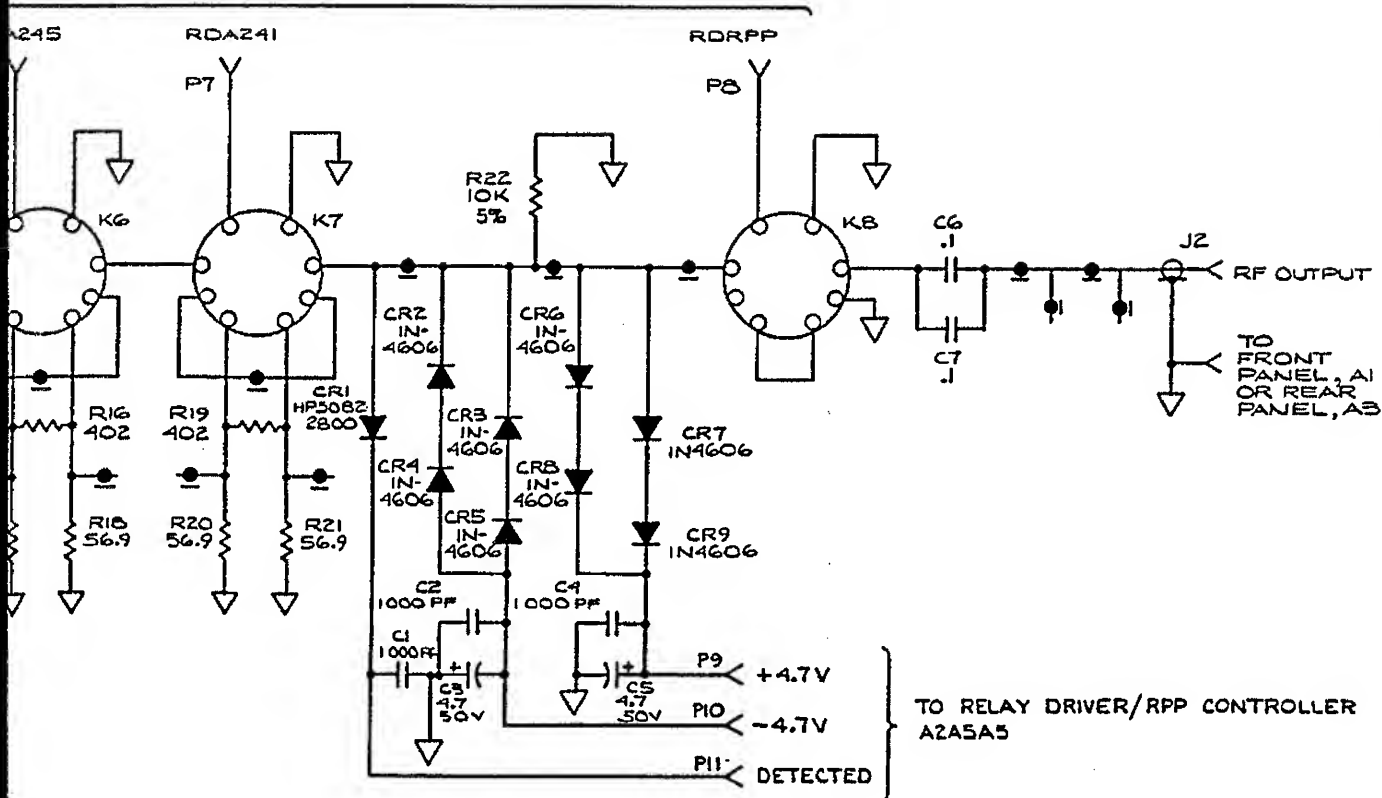 A245
RDA241
RDRPP
P7
P8
R22
10K
5%
K6
K7
K8
C6
.1
J2
RF OUTPUT
C7
.1
TO
FRONT
PANEL, A1
OR REAR
PANEL, A3
CR2
IN-
4606
CR6
IN-
4606
R16
402
R19
402
CR1
HP5082
2800
CR3
IN-
4606
CR7
1N4606
CR4
IN-
4606
CR8
IN-
4606
R18
56.9
R20
56.9
R21
56.9
CR5
IN-
4606
CR9
1N4606
C2
1000 PF
C4
1000 PF
C1
1000PF
+
C3
4.7
50V
+
C5
4.7
50V
P9
+4.7V
P10
-4.7V
P11
DETECTED
TO RELAY DRIVER/RPP CONTROLLER
A2A5A5